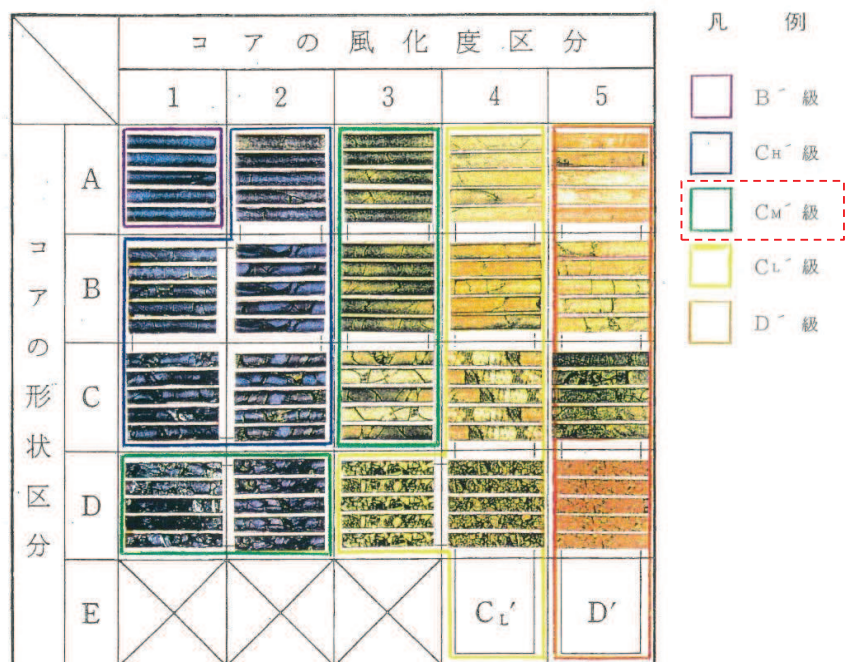 コアの風化度区分
1 2 3 4 5
コアの形状区分
A
B
C
D
E CL' D'
凡例
B´級
CH´級
CM´級
CL´級
D´級